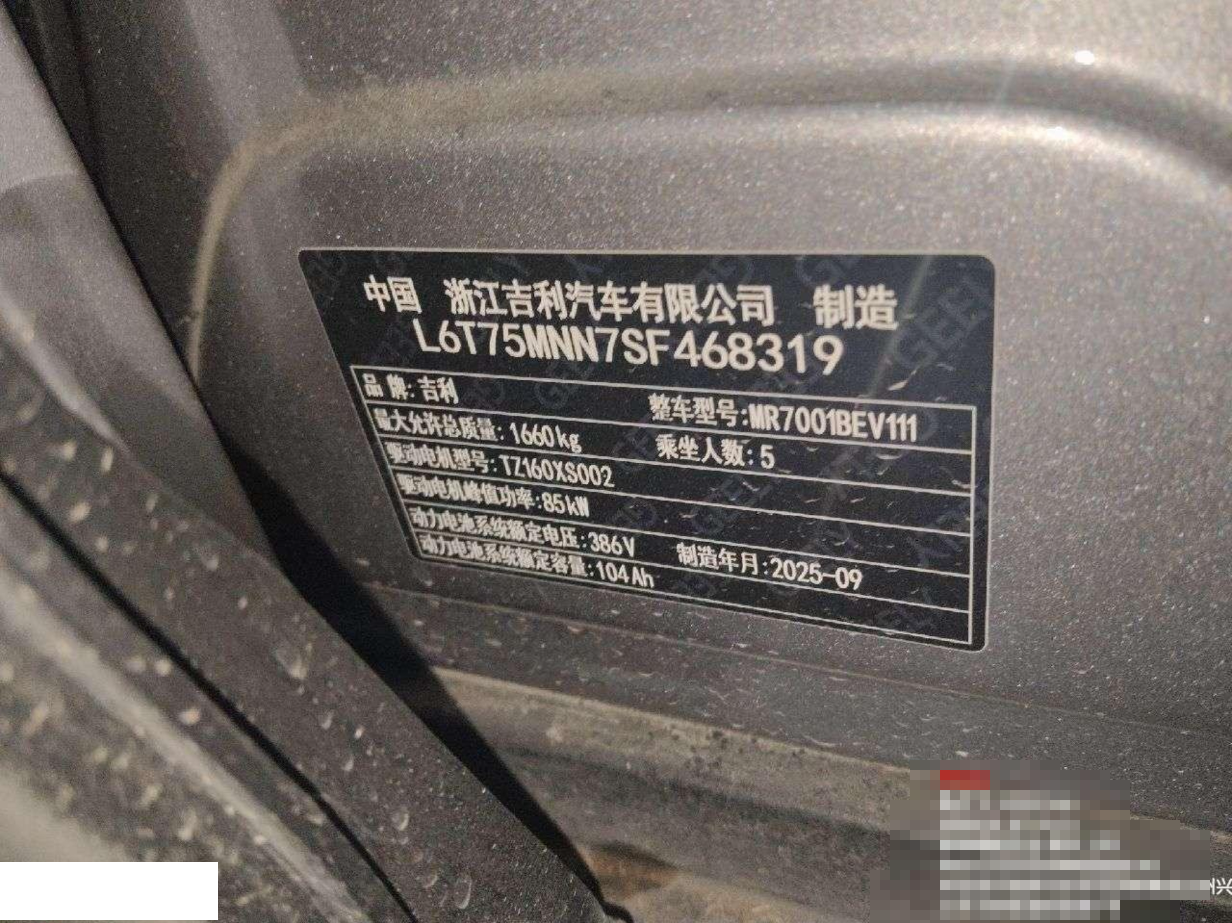 中国 浙江吉利汽车有限公司 制造
L6T75MNN7SF468319
品牌:吉利 整车型号:MR7001BEV111
最大允许总质量:1660kg 乘坐人数:5
驱动电机型号:TZ160XS002
驱动电机峰值功率:85kW
动力电池系统额定电压:386V 制造年月:2025-09
动力电池系统额定容量:104Ah
GEELY
兴